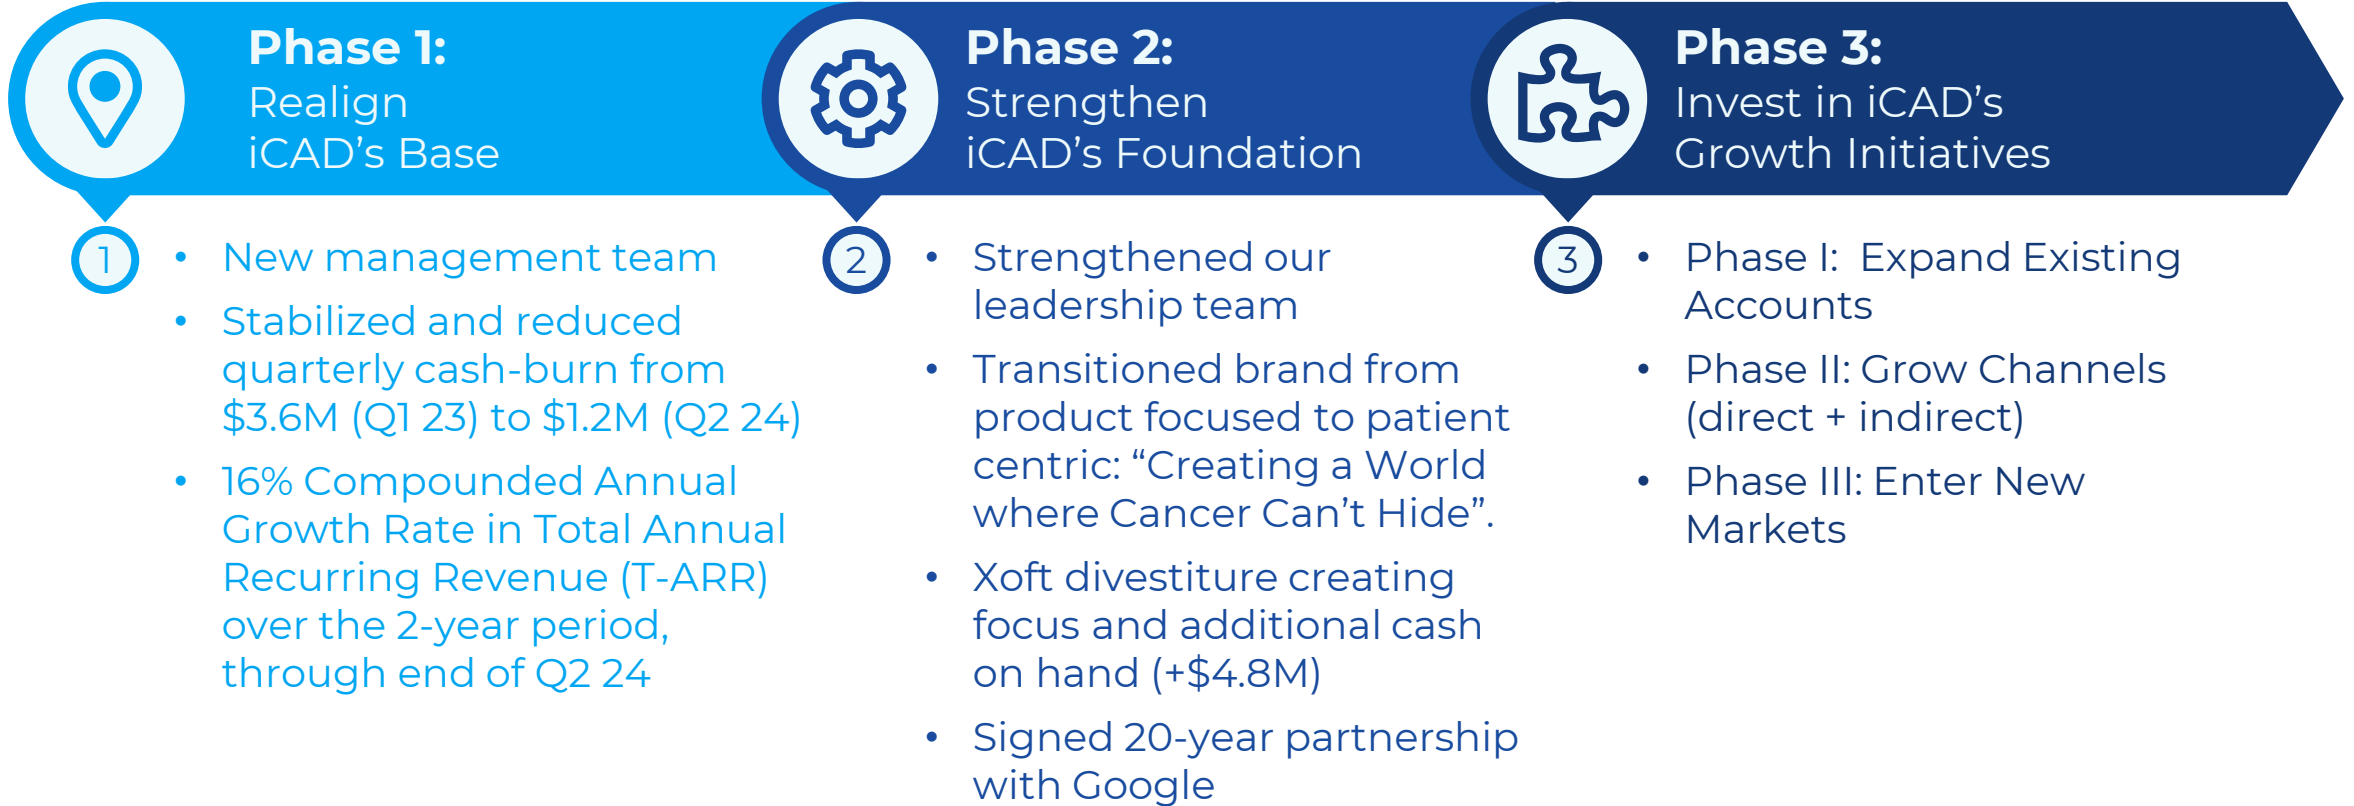 Phase 1:
Realign
iCAD’s Base
1
• New management team
• Stabilized and reduced
quarterly cash-burn from
$3.6M (Q1 23) to $1.2M (Q2 24)
• 16% Compounded Annual
Growth Rate in Total Annual
Recurring Revenue (T-ARR)
over the 2-year period,
through end of Q2 24
Phase 2:
Strengthen
iCAD’s Foundation
2
• Strengthened our
leadership team
• Transitioned brand from
product focused to patient
centric: “Creating a World
where Cancer Can’t Hide”.
• Xoft divestiture creating
focus and additional cash
on hand (+$4.8M)
• Signed 20-year partnership
with Google
Phase 3:
Invest in iCAD’s
Growth Initiatives
3
• Phase I:  Expand Existing
Accounts
• Phase II: Grow Channels
(direct + indirect)
• Phase III: Enter New
Markets